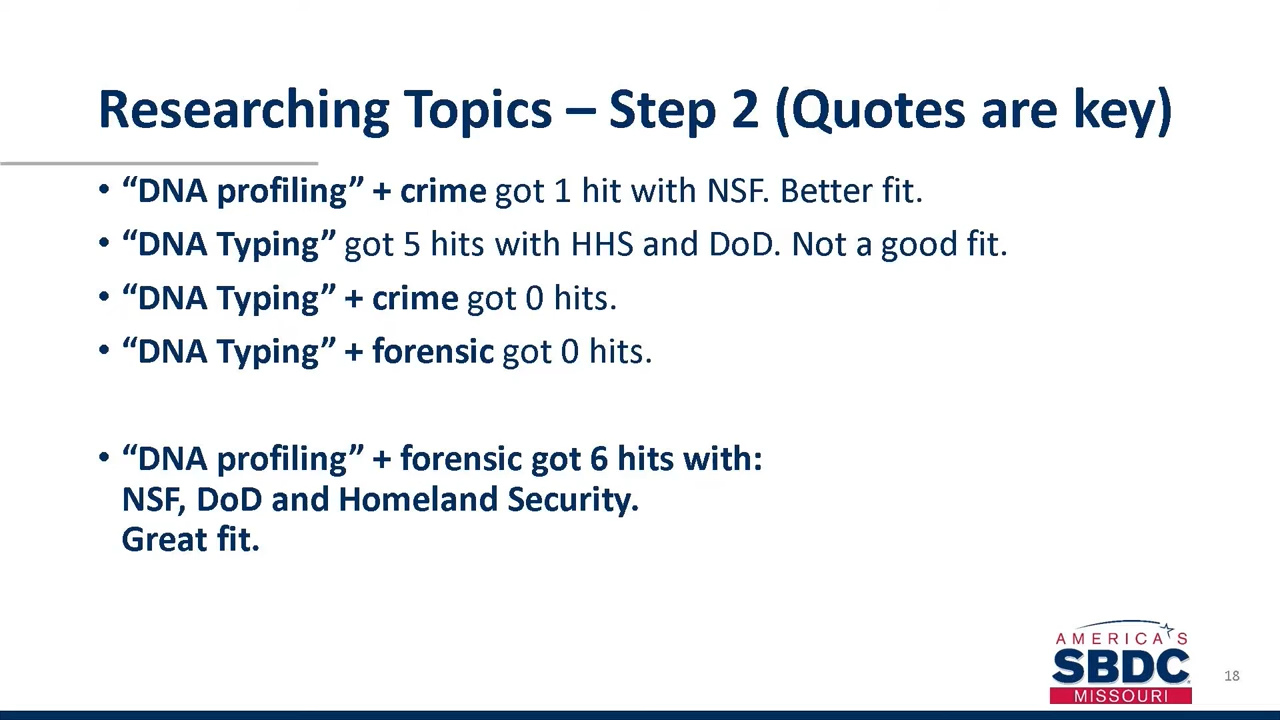 Researching Topics – Step 2 (Quotes are key)
• “DNA profiling” + crime got 1 hit with NSF. Better fit.
• “DNA Typing” got 5 hits with HHS and DoD. Not a good fit.
• “DNA Typing” + crime got 0 hits.
• “DNA Typing” + forensic got 0 hits.
• “DNA profiling” + forensic got 6 hits with:
NSF, DoD and Homeland Security.
Great fit.
AMERICA'S
SBDC
MISSOURI
18